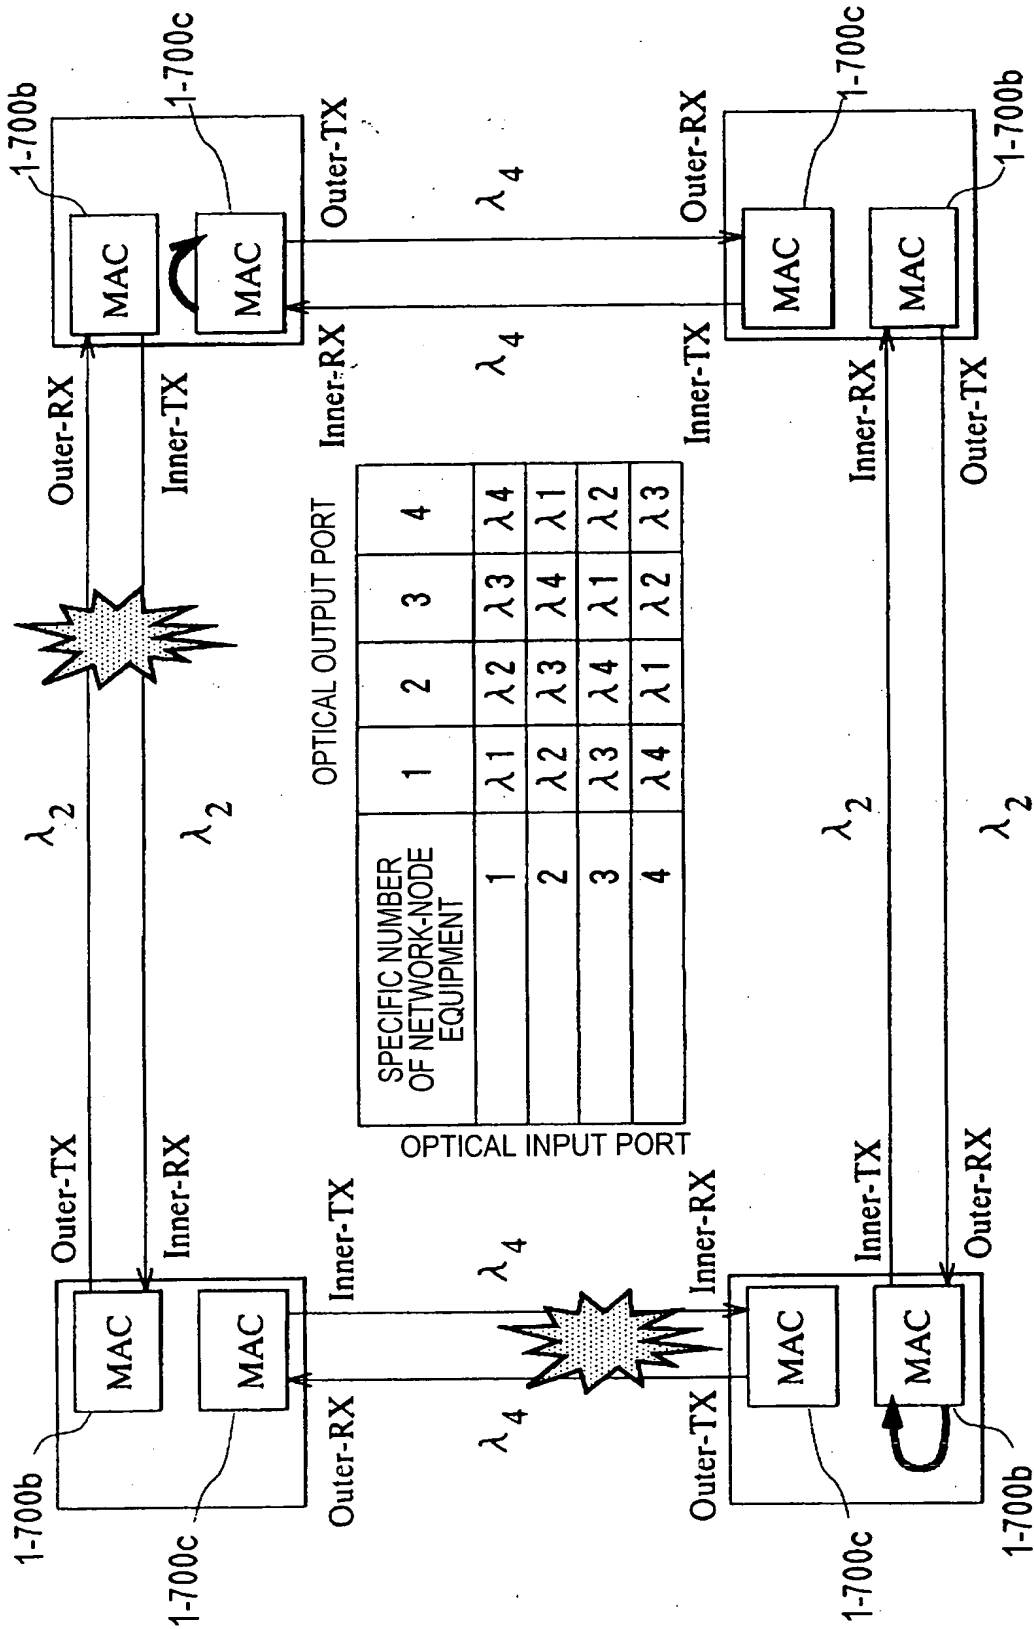 1-700b
λ2
1-700b
Outer-TX
Outer-RX
MAC
MAC
Inner-RX
λ2
Inner-TX
1-700c
1-700c
MAC
MAC
Outer-RX
Inner-TX
OPTICAL OUTPUT PORT
Inner-RX
Outer-TX
SPECIFIC NUMBER
OF NETWORK-NODE
EQUIPMENT
1 2 3 4
1 λ1 λ2 λ3 λ4
2 λ2 λ3 λ4 λ1
3 λ3 λ4 λ1 λ2
4 λ4 λ1 λ2 λ3
OPTICAL INPUT PORT
λ4
λ4
λ4
λ4
Outer-TX
Inner-RX
Inner-TX
Outer-RX
MAC
MAC
1-700c
1-700c
λ2
Inner-TX
Inner-RX
MAC
MAC
Outer-RX
Outer-TX
1-700b
λ2
1-700b